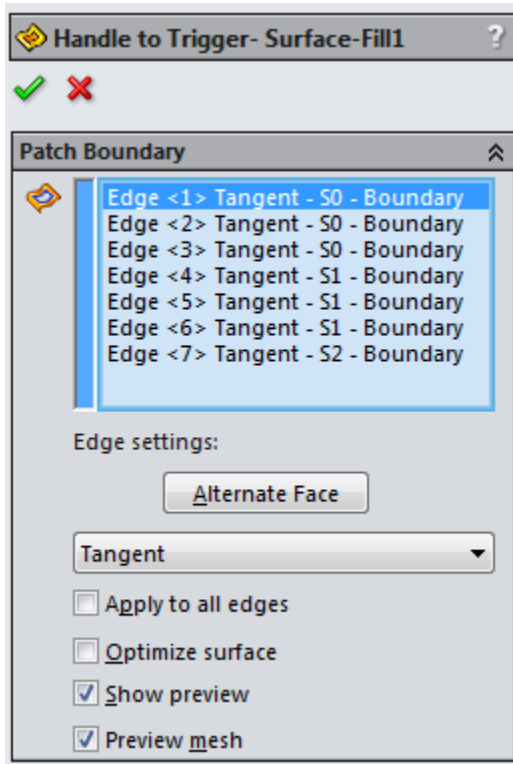 Handle to Trigger- Surface-Fill1 ?
Patch Boundary
Edge <1> Tangent - S0 - Boundary
Edge <2> Tangent - S0 - Boundary
Edge <3> Tangent - S0 - Boundary
Edge <4> Tangent - S1 - Boundary
Edge <5> Tangent - S1 - Boundary
Edge <6> Tangent - S1 - Boundary
Edge <7> Tangent - S2 - Boundary
Edge settings:
Alternate Face
Tangent
Apply to all edges
Optimize surface
Show preview
Preview mesh